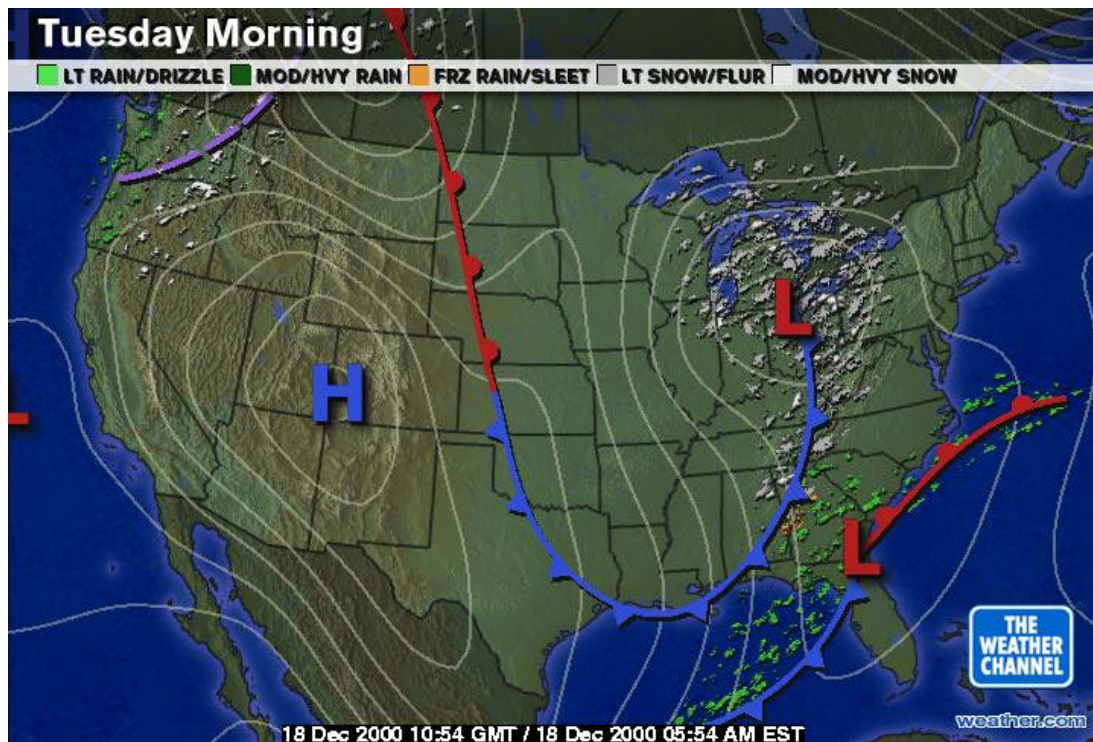 H
Tuesday Morning
LT RAIN/DRIZZLE MOD/HVY RAIN FRZ RAIN/SLEET LT SNOW/FLUR MOD/HVY SNOW
L
H
L
L
THE
WEATHER
CHANNEL
weather.com
18 Dec 2000 10:54 GMT / 18 Dec 2000 05:54 AM EST